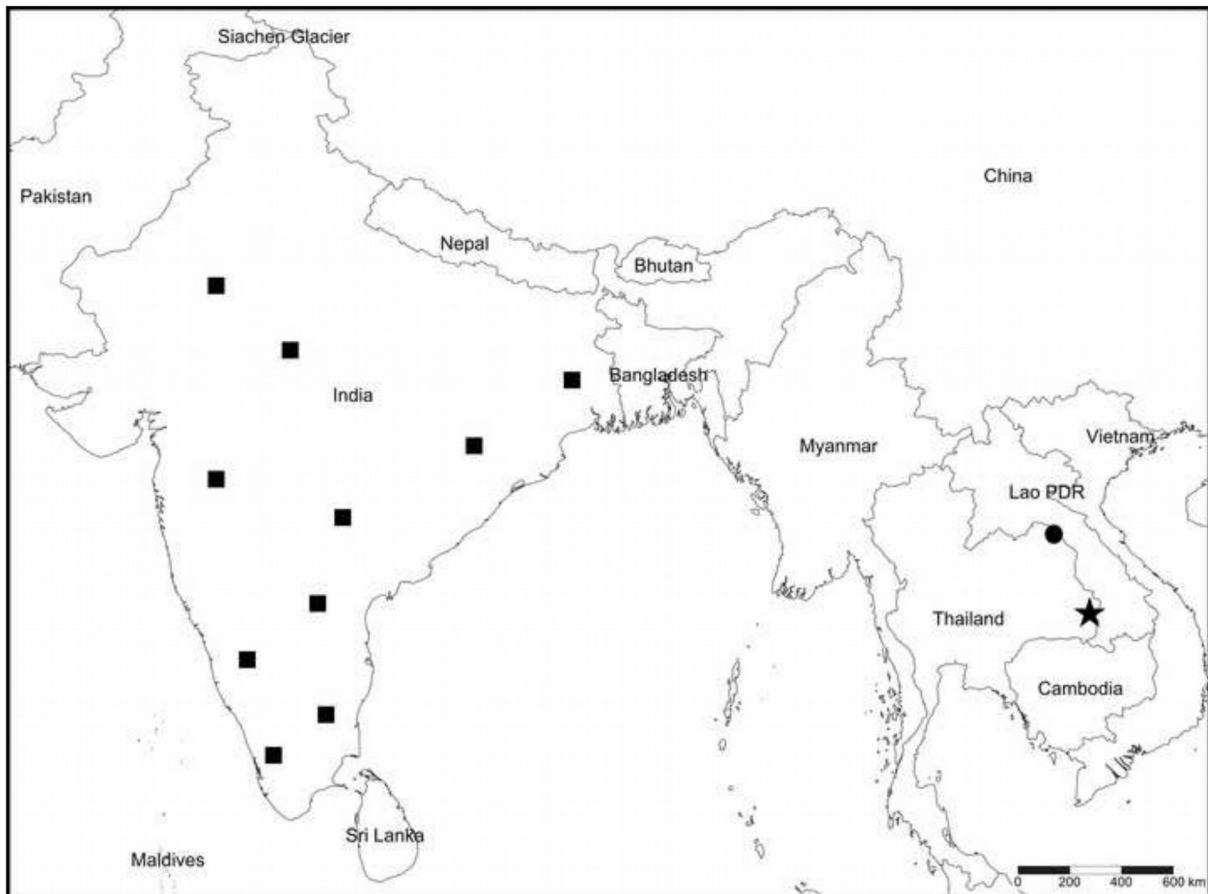 Siachen Glacier
China
Pakistan
Nepal
Bhutan
Bangladesh
India
Vietnam
Myanmar
Lao PDR
Thailand
Cambodia
Sri Lanka
Maldives
0 200 400 600 km